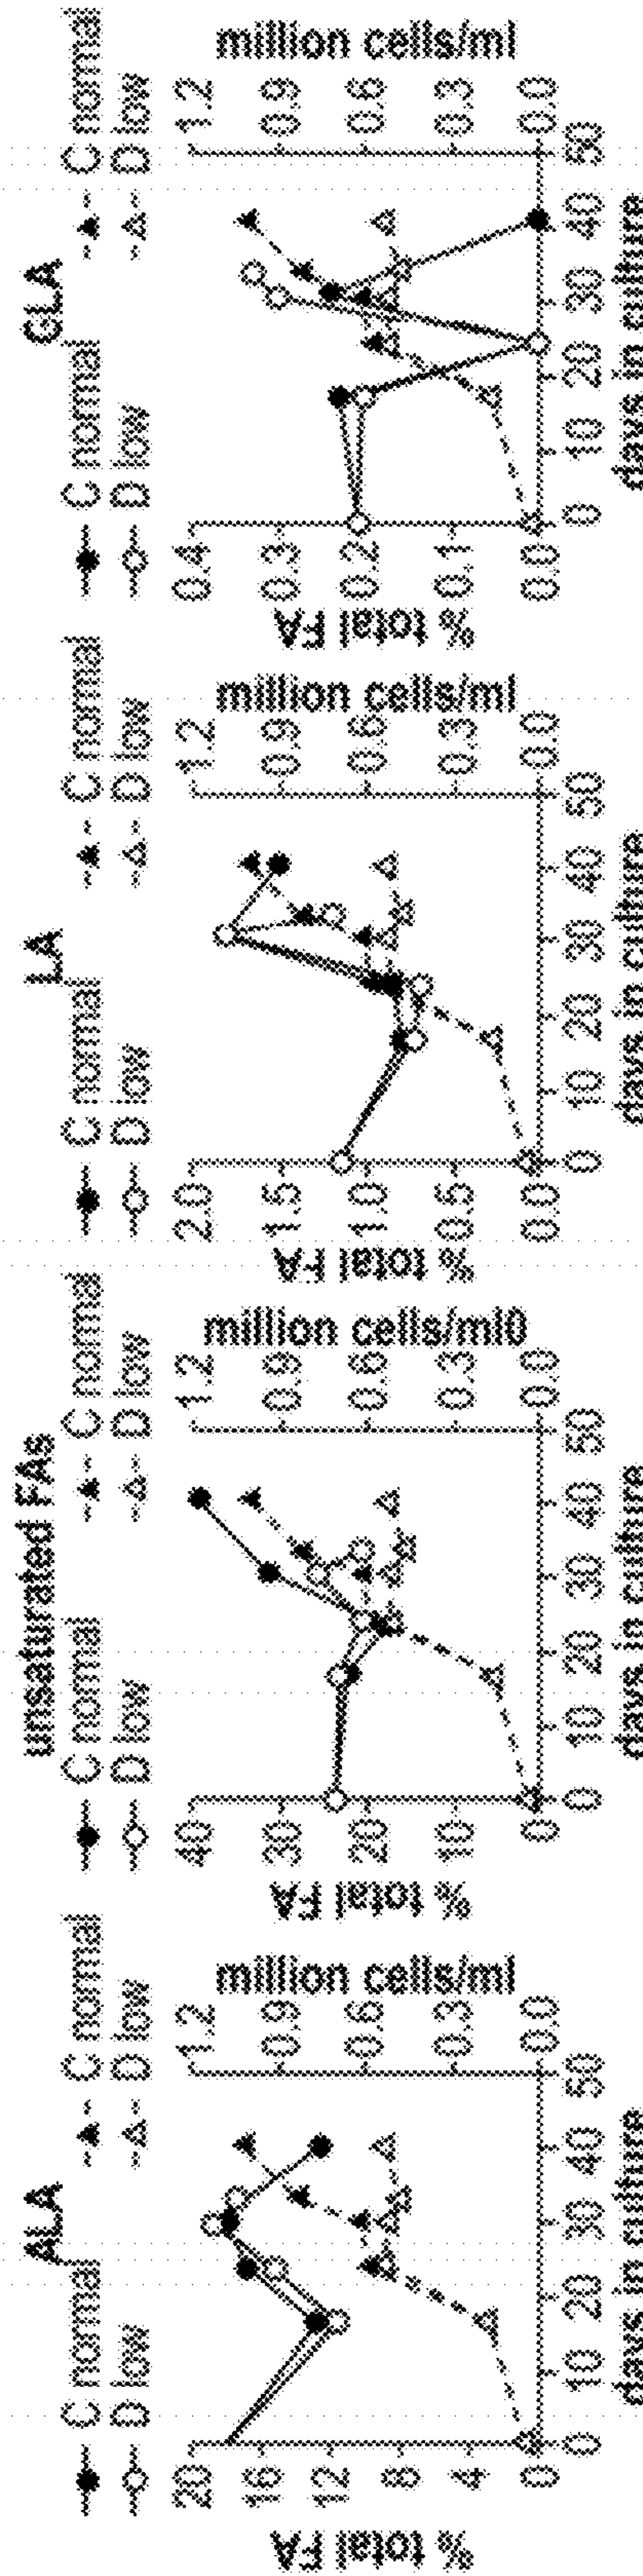 ALA
C normal C normal
D low D low
% total FA
20
16
12
8
4
0
million cells/ml
1.2
0.9
0.6
0.3
0.0
0 10 20 30 40 50
days in culture
unsaturated FAs
C normal C normal
D low D low
% total FA
40
30
20
10
0
million cells/ml0
1.2
0.9
0.6
0.3
0.0
0 10 20 30 40 50
days in culture
LA
C normal C normal
D low D low
% total FA
2.0
1.5
1.0
0.5
0.0
million cells/ml
1.2
0.9
0.6
0.3
0.0
0 10 20 30 40 50
days in culture
GLA
C normal C normal
D low D low
% total FA
0.4
0.3
0.2
0.1
0.0
million cells/ml
1.2
0.9
0.6
0.3
0.0
0 10 20 30 40 50
days in culture